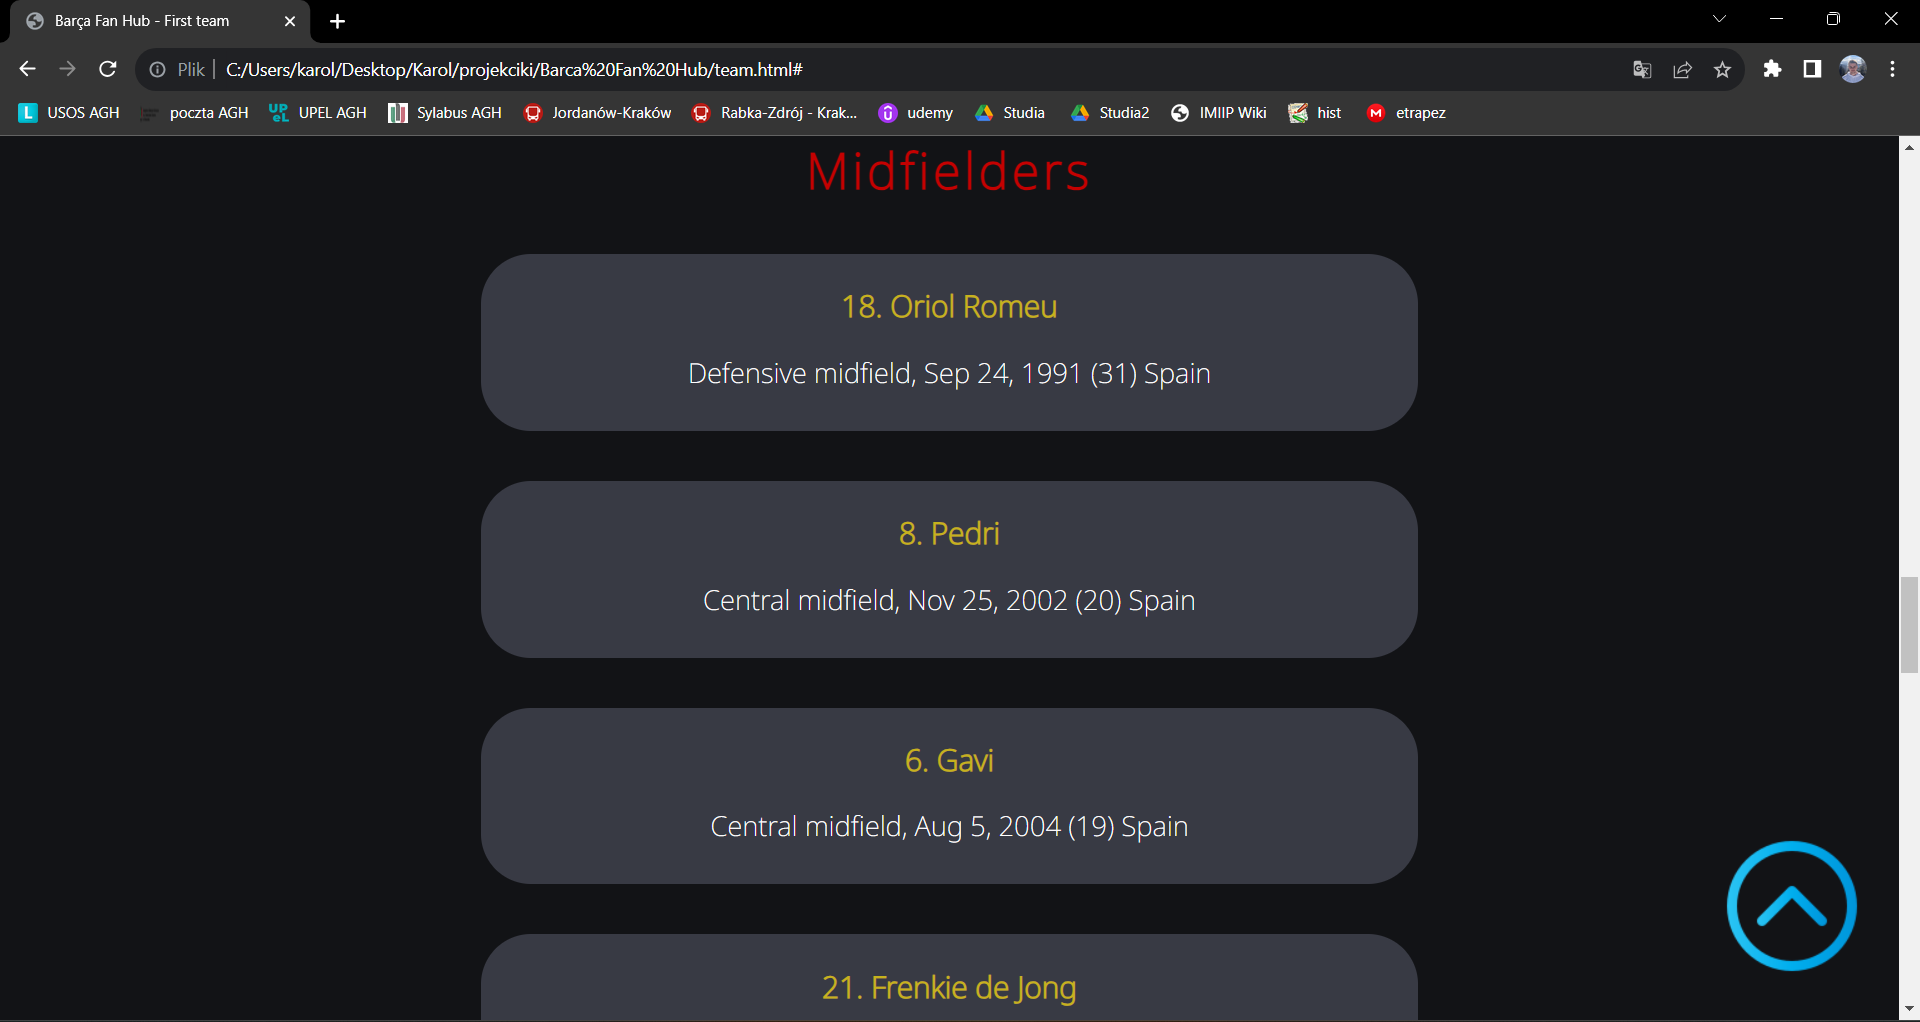 Barça Fan Hub - First team
Plik C:/Users/karol/Desktop/Karol/projekciki/Barca%20Fan%20Hub/team.html#
USOS AGH poczta AGH UPEL AGH Sylabus AGH Jordanów-Kraków Rabka-Zdrój - Krak... udemy Studia Studia2 IMIIP Wiki hist etrapez
Midfielders
18. Oriol Romeu
Defensive midfield, Sep 24, 1991 (31) Spain
8. Pedri
Central midfield, Nov 25, 2002 (20) Spain
6. Gavi
Central midfield, Aug 5, 2004 (19) Spain
21. Frenkie de Jong